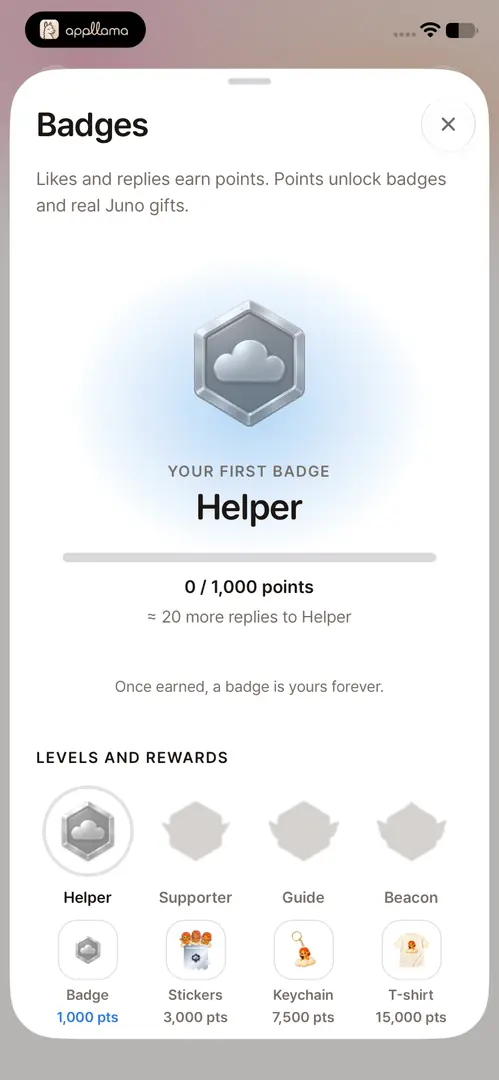 appllama
Badges
Likes and replies earn points. Points unlock badges
and real Juno gifts.
YOUR FIRST BADGE
Helper
0 / 1,000 points
≈ 20 more replies to Helper
Once earned, a badge is yours forever.
LEVELS AND REWARDS
Helper Supporter Guide Beacon
Badge Stickers Keychain T-shirt
1,000 pts 3,000 pts 7,500 pts 15,000 pts